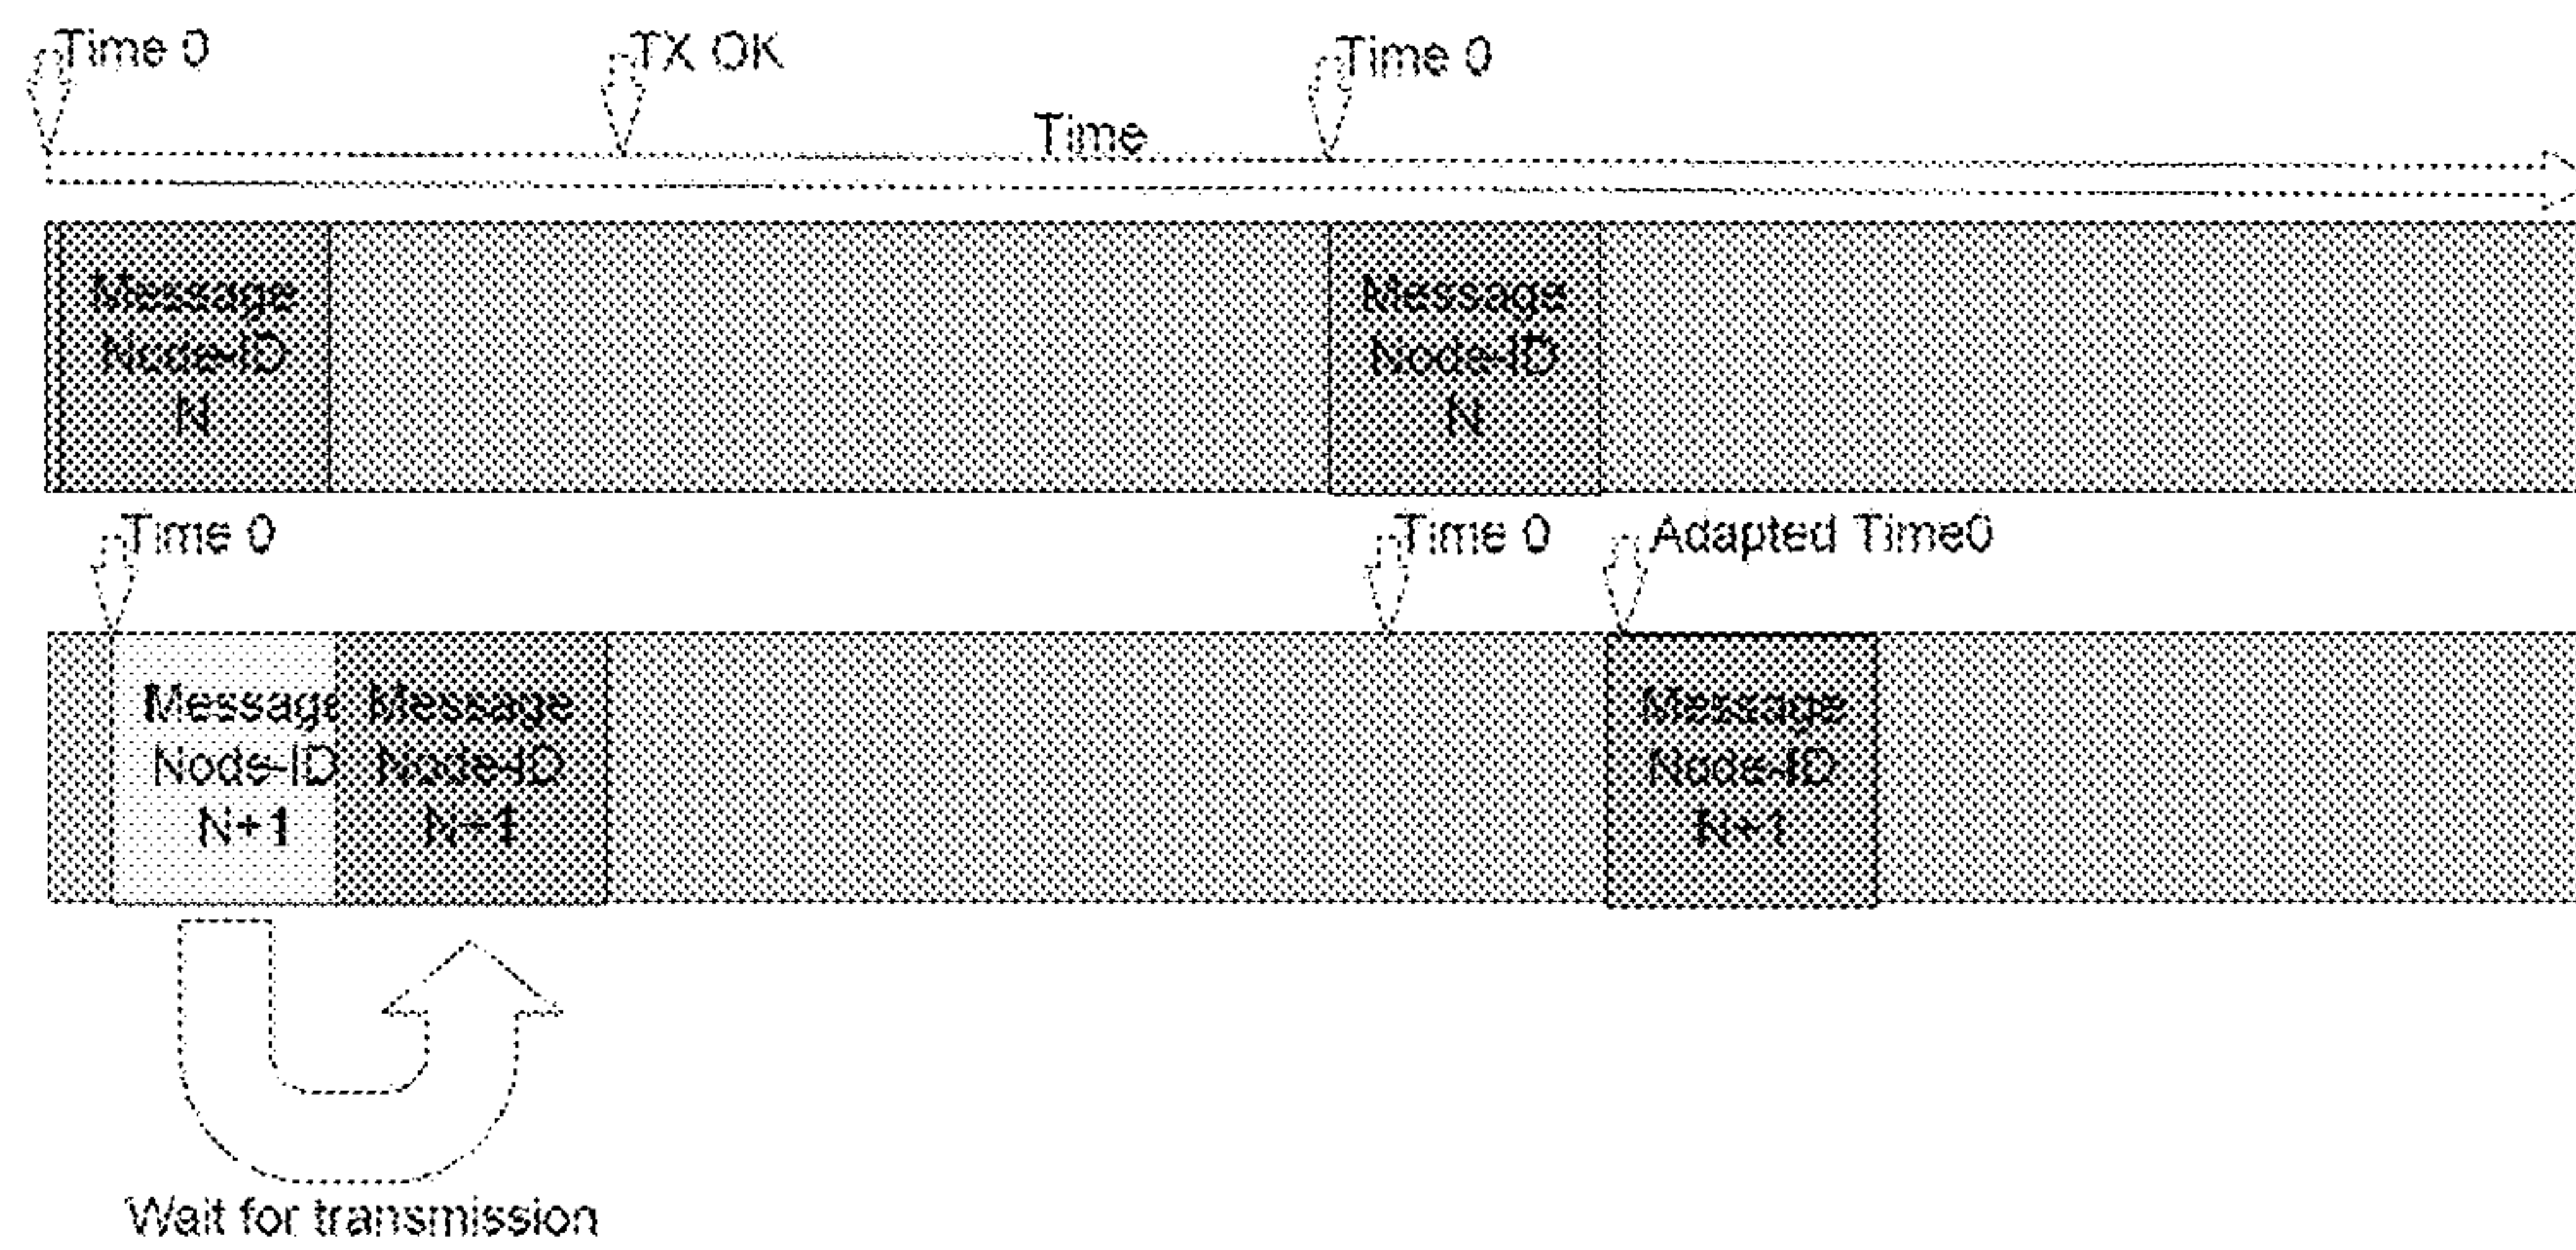 Time 0
TX OK
Time 0
Time
Message
Node-ID
N
Message
Node-ID
N
Time 0
Time 0
Adapted Time0
Message
Node-ID
N+1
Message
Node-ID
N+1
Message
Node-ID
N+1
Wait for transmission